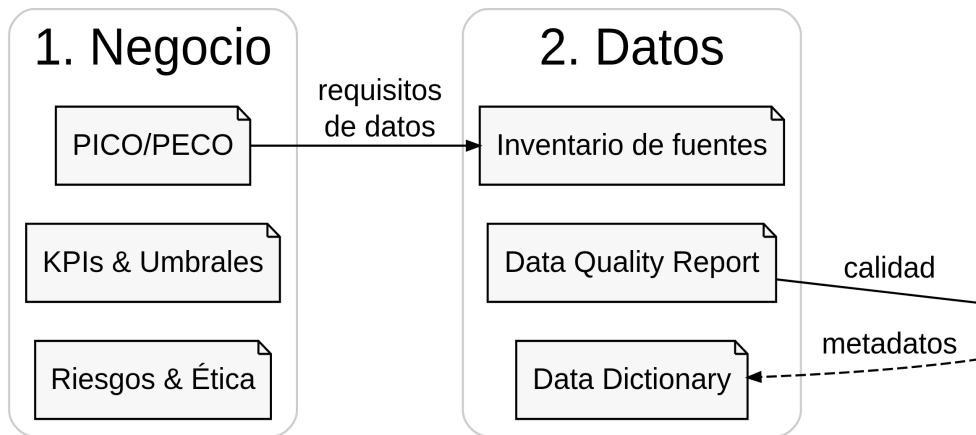 1. Negocio
PICO/PECO
KPIs & Umbrales
Riesgos & Ética
requisitos
de datos
2. Datos
Inventario de fuentes
Data Quality Report
Data Dictionary
calidad
metadatos